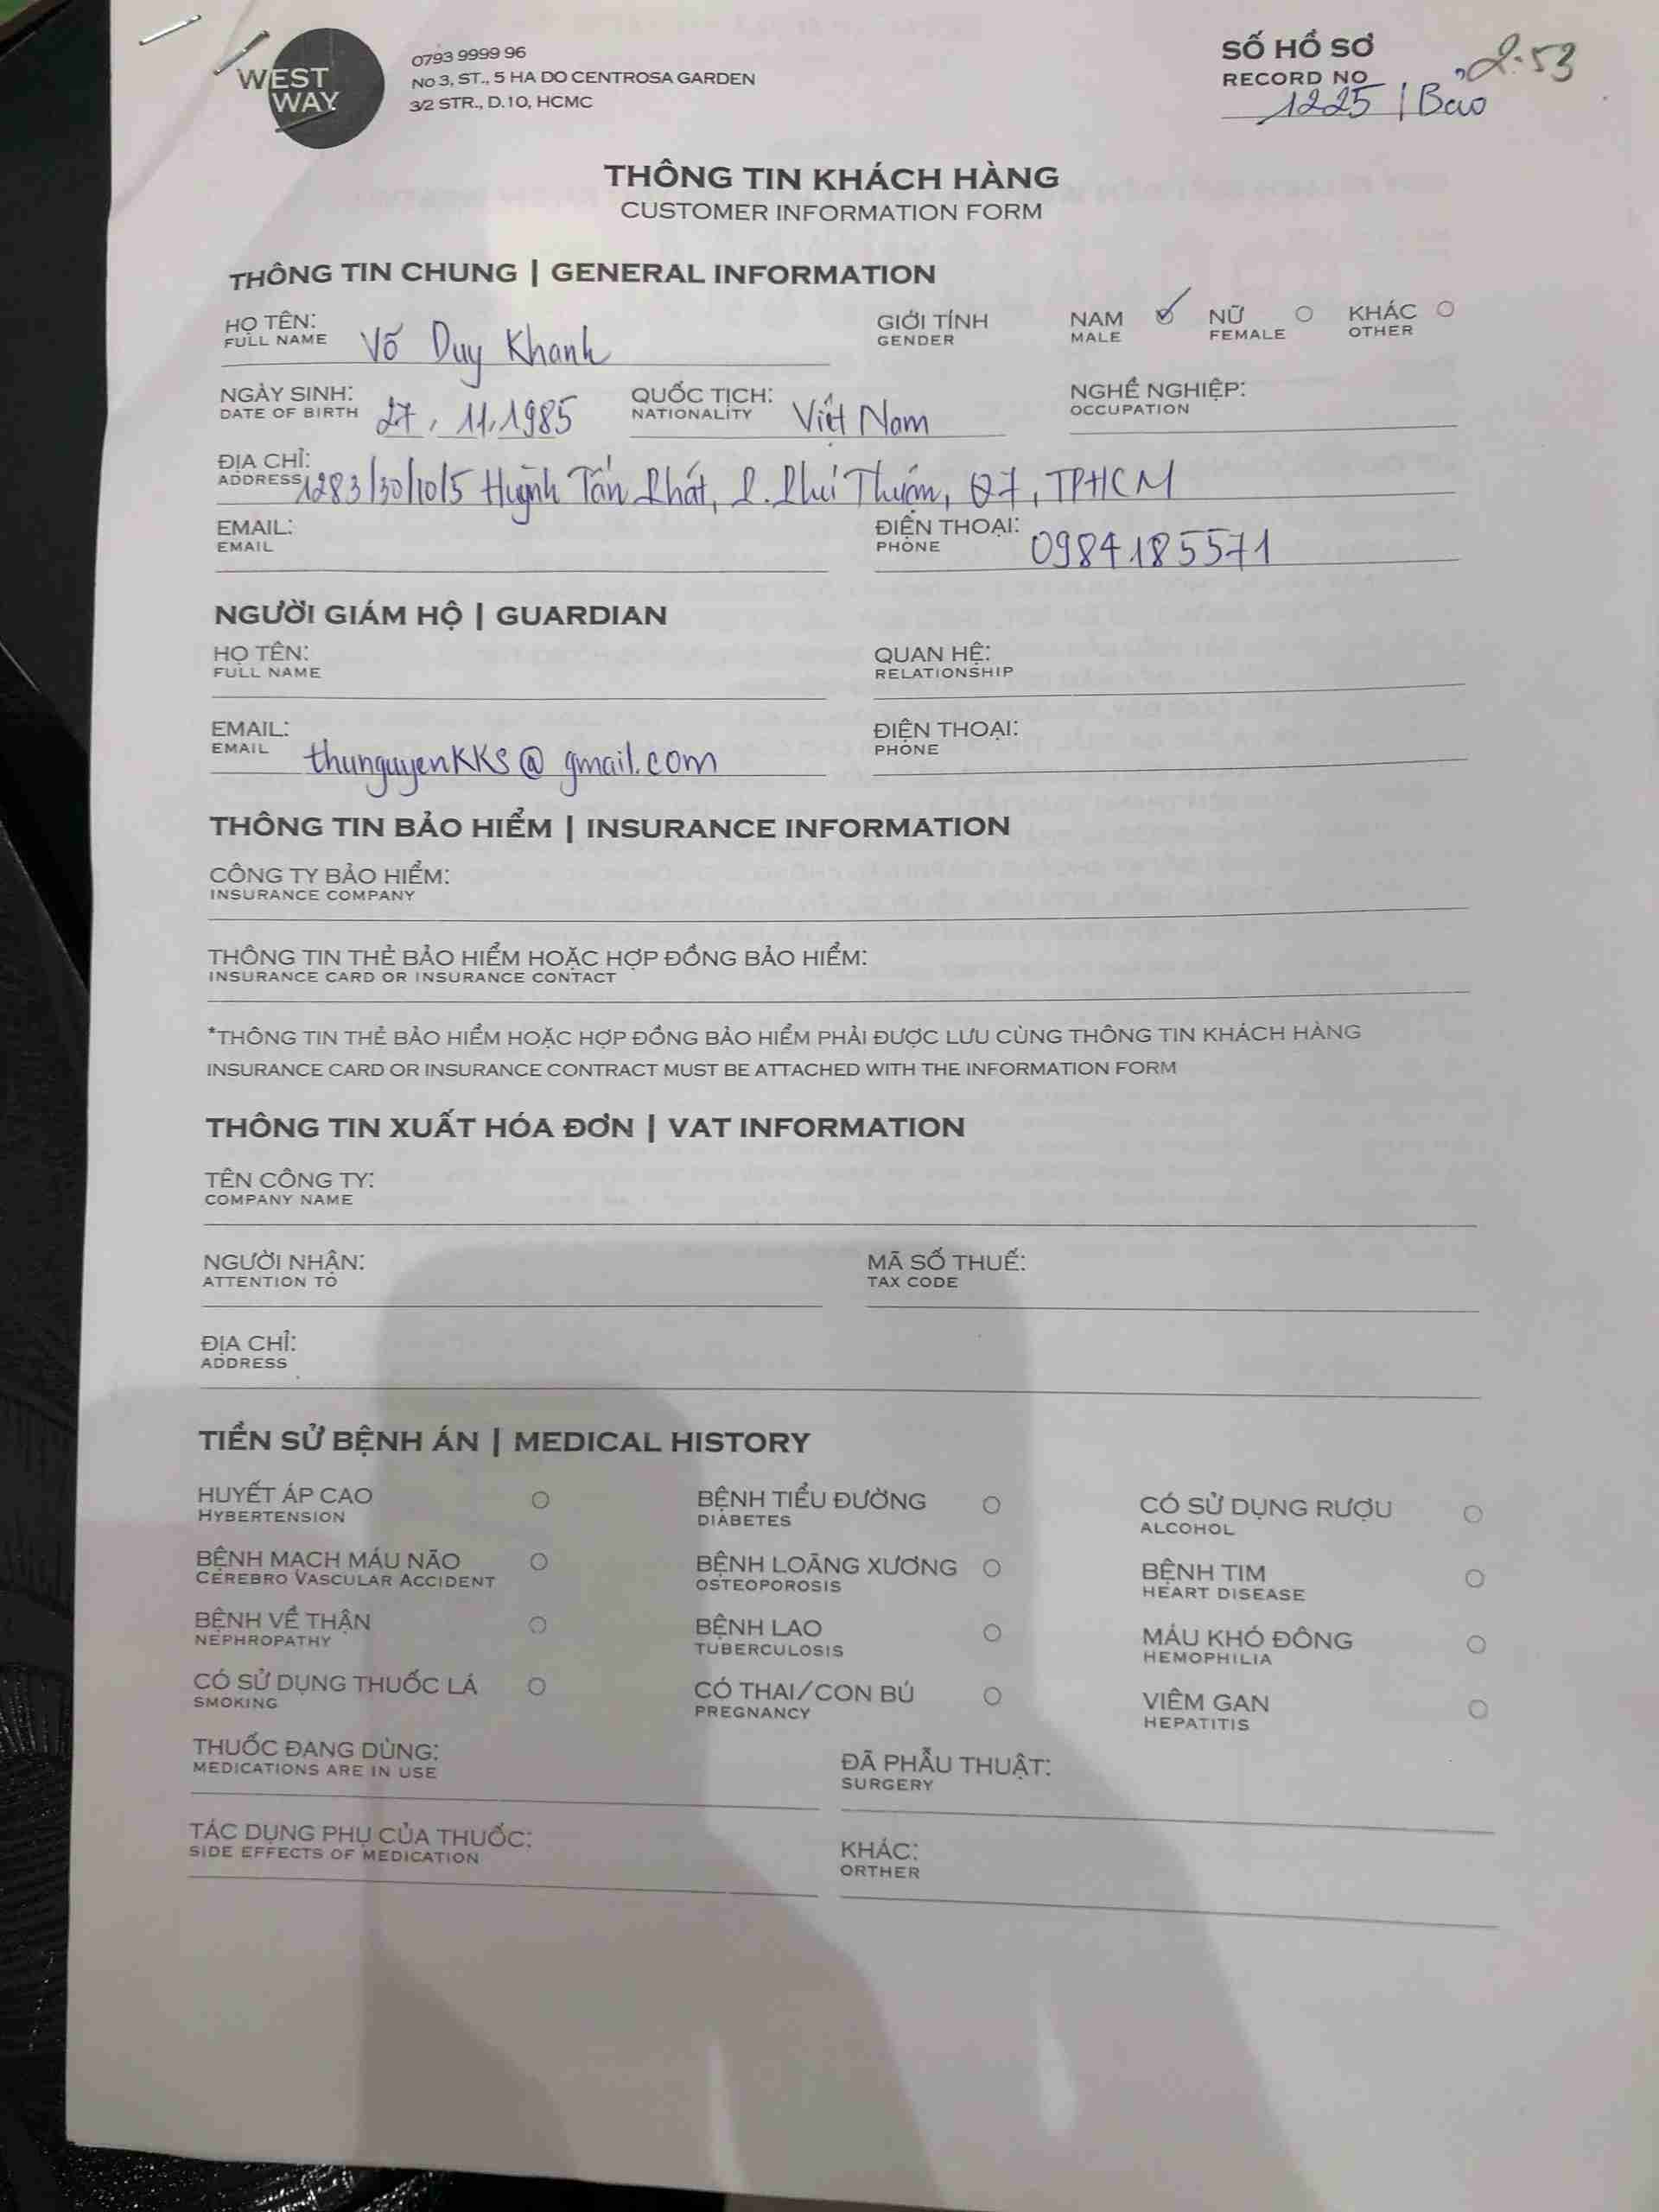 WEST
WAY
0793 9999 96
NO 3, ST., 5 HA DO CENTROSA GARDEN
3/2 STR., D.10, HCMC
SỐ HỒ SƠ
RECORD NO
2.53
1225 | Bao
THÔNG TIN KHÁCH HÀNG
CUSTOMER INFORMATION FORM
THÔNG TIN CHUNG | GENERAL INFORMATION
HỌ TÊN: Võ Duy Khanh GIỚI TÍNH NAM NỮ KHÁC
FULL NAME GENDER MALE FEMALE OTHER
NGÀY SINH: 27, 11, 1985 QUỐC TỊCH: Việt Nam NGHỀ NGHIỆP:
DATE OF BIRTH NATIONALITY OCCUPATION
ĐỊA CHỈ: 1283/30/10/5 Huỳnh Tấn Phát, P. Phú Thuận, Q7, TPHCM
ADDRESS
EMAIL: ĐIỆN THOẠI: 0984185571
EMAIL PHONE
NGƯỜI GIÁM HỘ | GUARDIAN
HỌ TÊN: QUAN HỆ:
FULL NAME RELATIONSHIP
EMAIL: thunguyenKKS@gmail.com ĐIỆN THOẠI:
EMAIL PHONE
THÔNG TIN BẢO HIỂM | INSURANCE INFORMATION
CÔNG TY BẢO HIỂM:
INSURANCE COMPANY
THÔNG TIN THẺ BẢO HIỂM HOẶC HỢP ĐỒNG BẢO HIỂM:
INSURANCE CARD OR INSURANCE CONTACT
*THÔNG TIN THẺ BẢO HIỂM HOẶC HỢP ĐỒNG BẢO HIỂM PHẢI ĐƯỢC LƯU CÙNG THÔNG TIN KHÁCH HÀNG
INSURANCE CARD OR INSURANCE CONTRACT MUST BE ATTACHED WITH THE INFORMATION FORM
THÔNG TIN XUẤT HÓA ĐƠN | VAT INFORMATION
TÊN CÔNG TY:
COMPANY NAME
NGƯỜI NHẬN: MÃ SỐ THUẾ:
ATTENTION TO TAX CODE
ĐỊA CHỈ:
ADDRESS
TIỀN SỬ BỆNH ÁN | MEDICAL HISTORY
HUYẾT ÁP CAO BỆNH TIỂU ĐƯỜNG CÓ SỬ DỤNG RƯỢU
HYBERTENSION DIABETES ALCOHOL
BỆNH MẠCH MÁU NÃO BỆNH LOÃNG XƯƠNG BỆNH TIM
CEREBRO VASCULAR ACCIDENT OSTEOPOROSIS HEART DISEASE
BỆNH VỀ THẬN BỆNH LAO MÁU KHÓ ĐÔNG
NEPHROPATHY TUBERCULOSIS HEMOPHILIA
CÓ SỬ DỤNG THUỐC LÁ CÓ THAI/CON BÚ VIÊM GAN
SMOKING PREGNANCY HEPATITIS
THUỐC ĐANG DÙNG: ĐÃ PHẪU THUẬT:
MEDICATIONS ARE IN USE SURGERY
TÁC DỤNG PHỤ CỦA THUỐC: KHÁC:
SIDE EFFECTS OF MEDICATION ORTHER